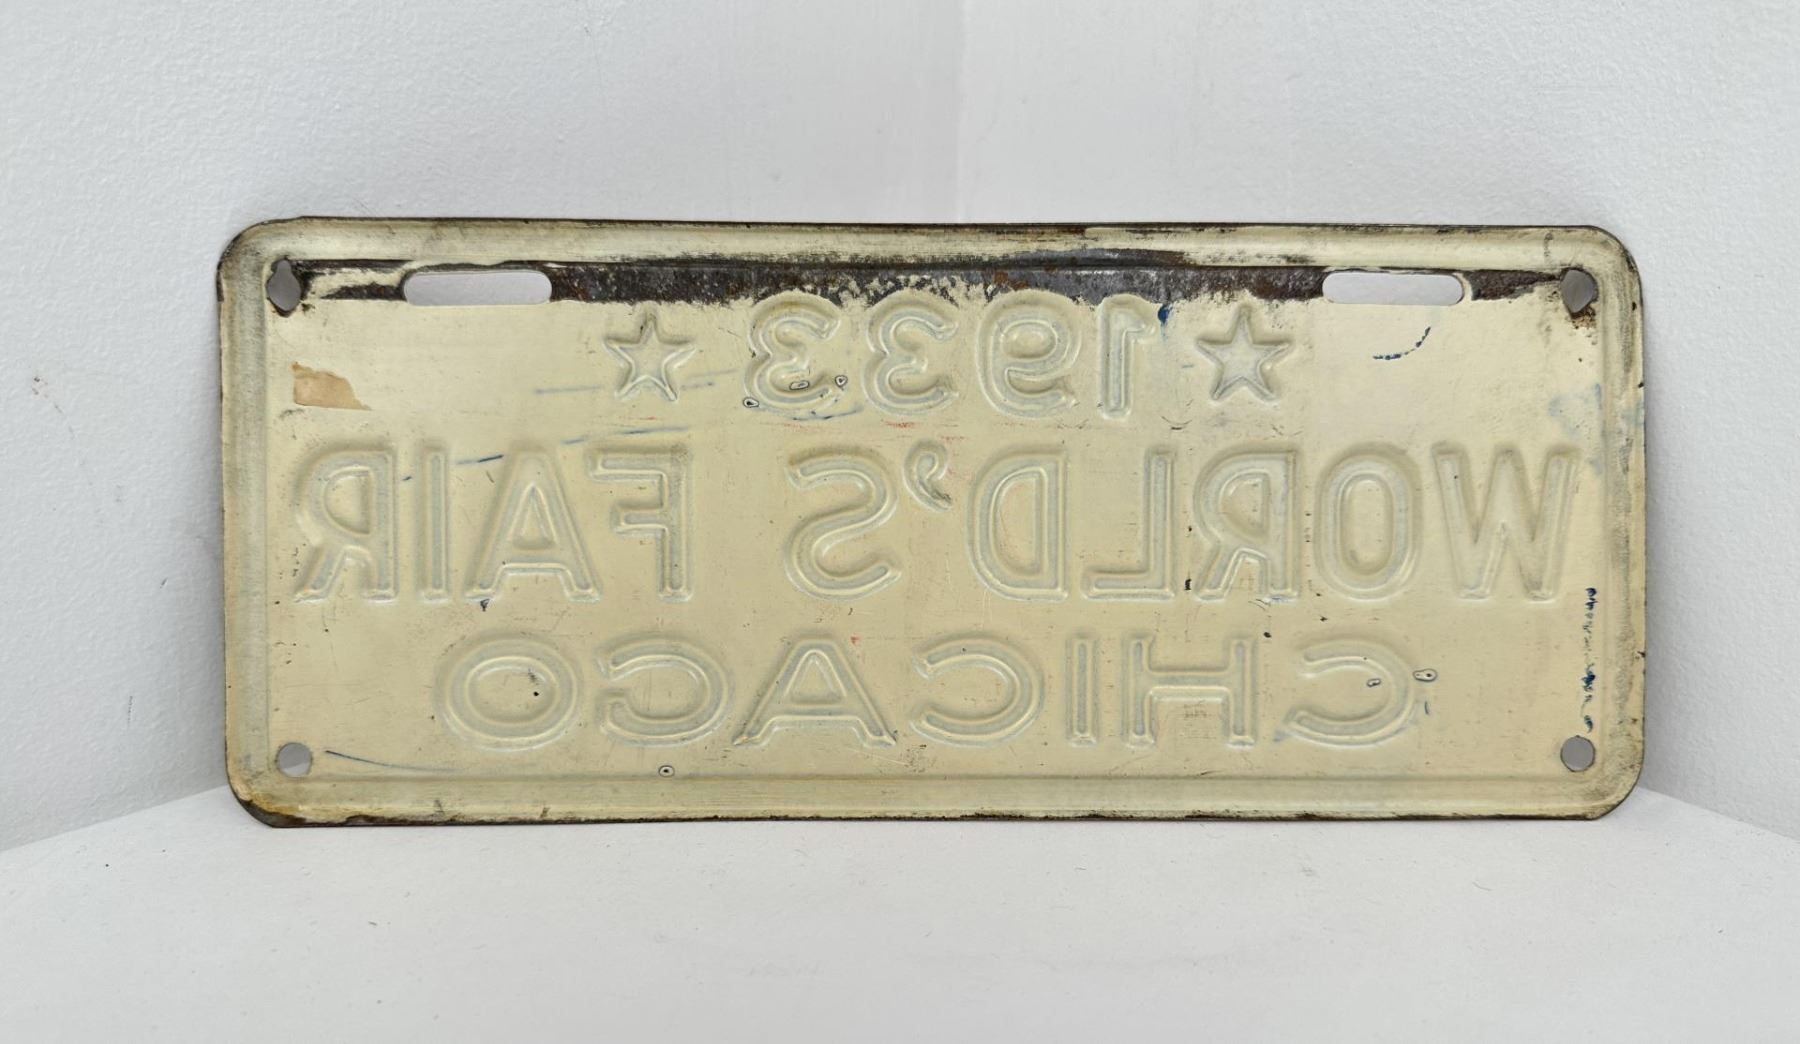 ★ 1933 ★
WORLD'S FAIR
CHICAGO